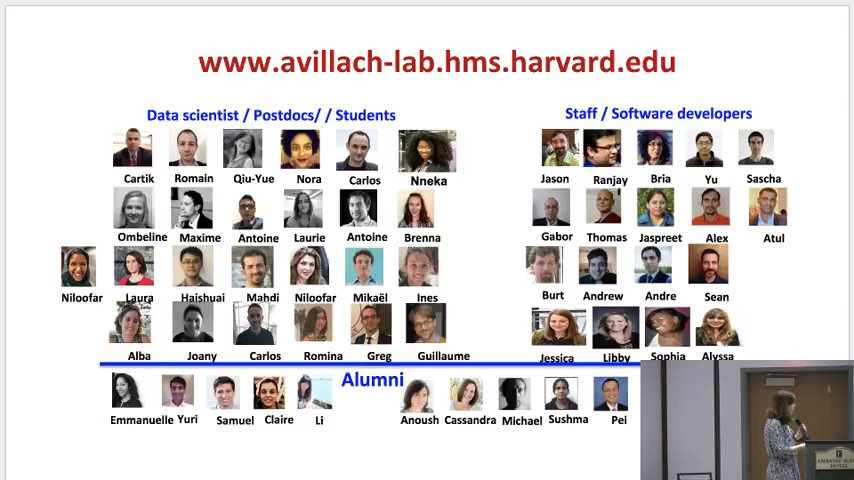 www.avillach-lab.hms.harvard.edu
Data scientist / Postdocs/ / Students
Staff / Software developers
Cartik Romain Qiu-Yue Nora Carlos Nneka
Jason Ranjay Bria Yu Sascha
Ombeline Maxime Antoine Laurie Antoine Brenna
Gabor Thomas Jaspreet Alex Atul
Niloofar Laura Haishuai Mahdi Niloofar Mikaël Ines
Burt Andrew Andre Sean
Alba Joany Carlos Romina Greg Guillaume
Jessica Libby Sophia Alyssa
Alumni
Emmanuelle Yuri Samuel Claire Li
Anoush Cassandra Michael Sushma Pei
EMBASSY SUITES
HOTEL